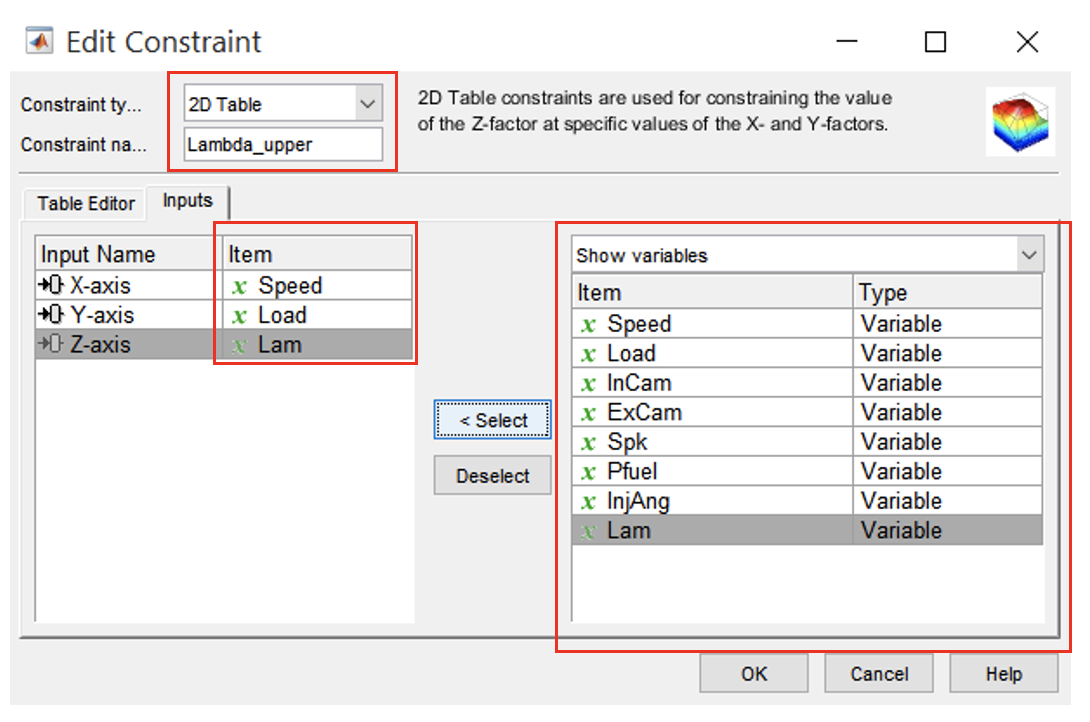 Edit Constraint
Constraint ty...
2D Table
2D Table constraints are used for constraining the value
of the Z-factor at specific values of the X- and Y-factors.
Constraint na...
Lambda_upper
Table Editor
Inputs
Input Name
Item
X-axis
x Speed
Y-axis
x Load
Z-axis
x Lam
< Select
Deselect
Show variables
Item
Type
x Speed
Variable
x Load
Variable
x InCam
Variable
x ExCam
Variable
x Spk
Variable
x Pfuel
Variable
x InjAng
Variable
x Lam
Variable
OK
Cancel
Help